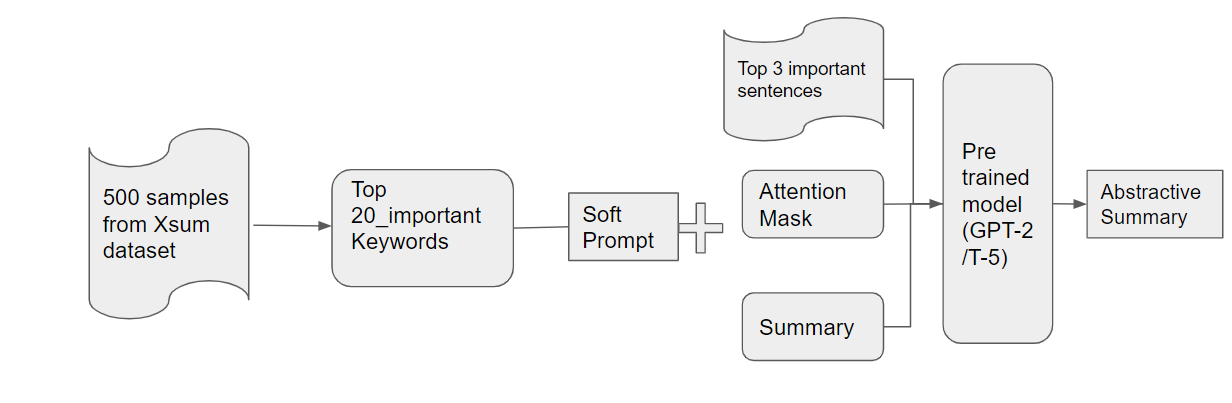 500 samples
from Xsum
dataset
Top
20_important
Keywords
Soft
Prompt
Top 3 important
sentences
Attention
Mask
Summary
Pre
trained
model
(GPT-2
/T-5)
Abstractive
Summary